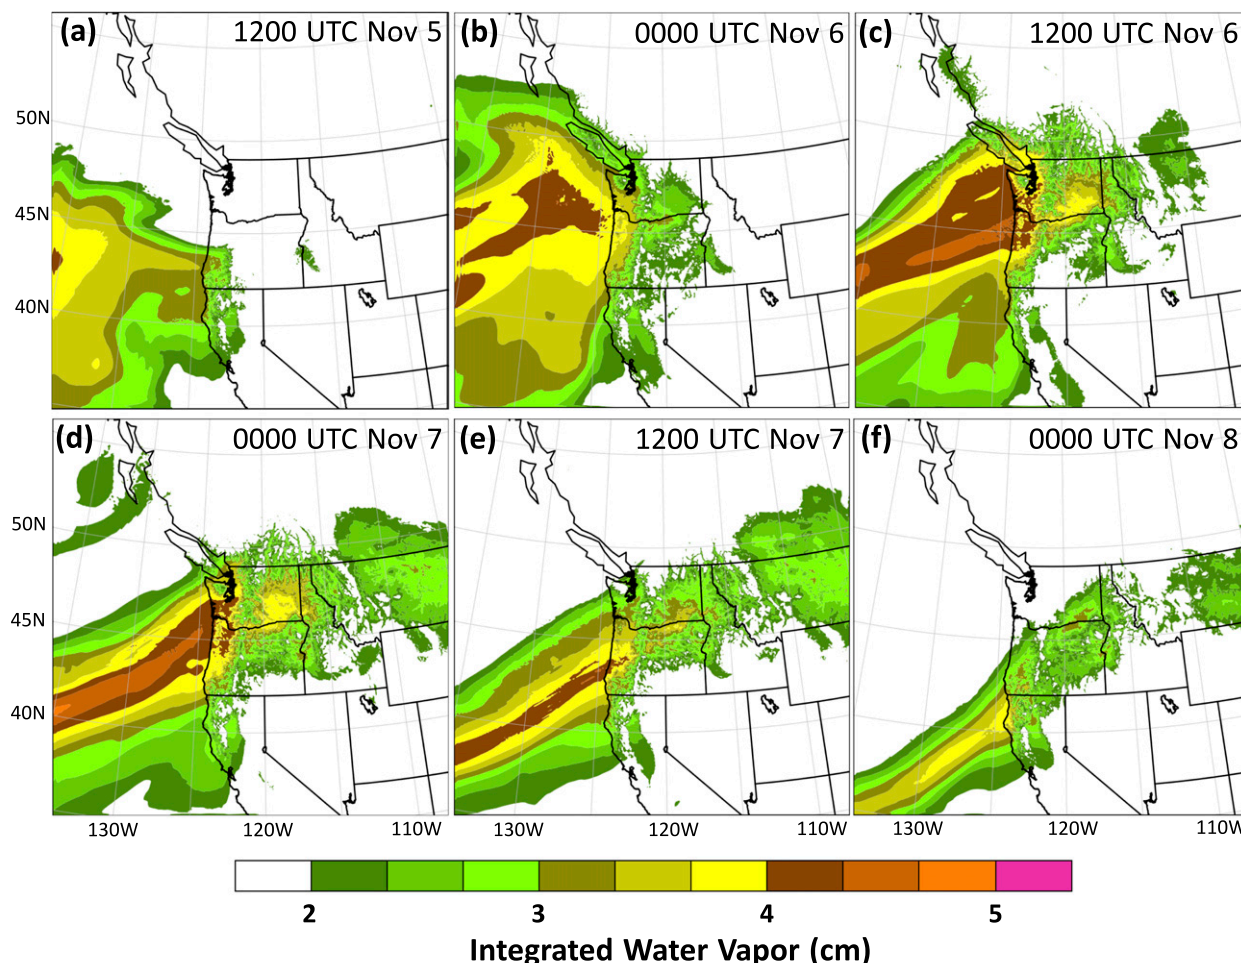 (a) 1200 UTC Nov 5
(b) 0000 UTC Nov 6
(c) 1200 UTC Nov 6
50N
45N
40N
(d) 0000 UTC Nov 7
(e) 1200 UTC Nov 7
(f) 0000 UTC Nov 8
50N
45N
40N
130W 120W 110W
130W 120W 110W
130W 120W 110W
2 3 4 5
Integrated Water Vapor (cm)